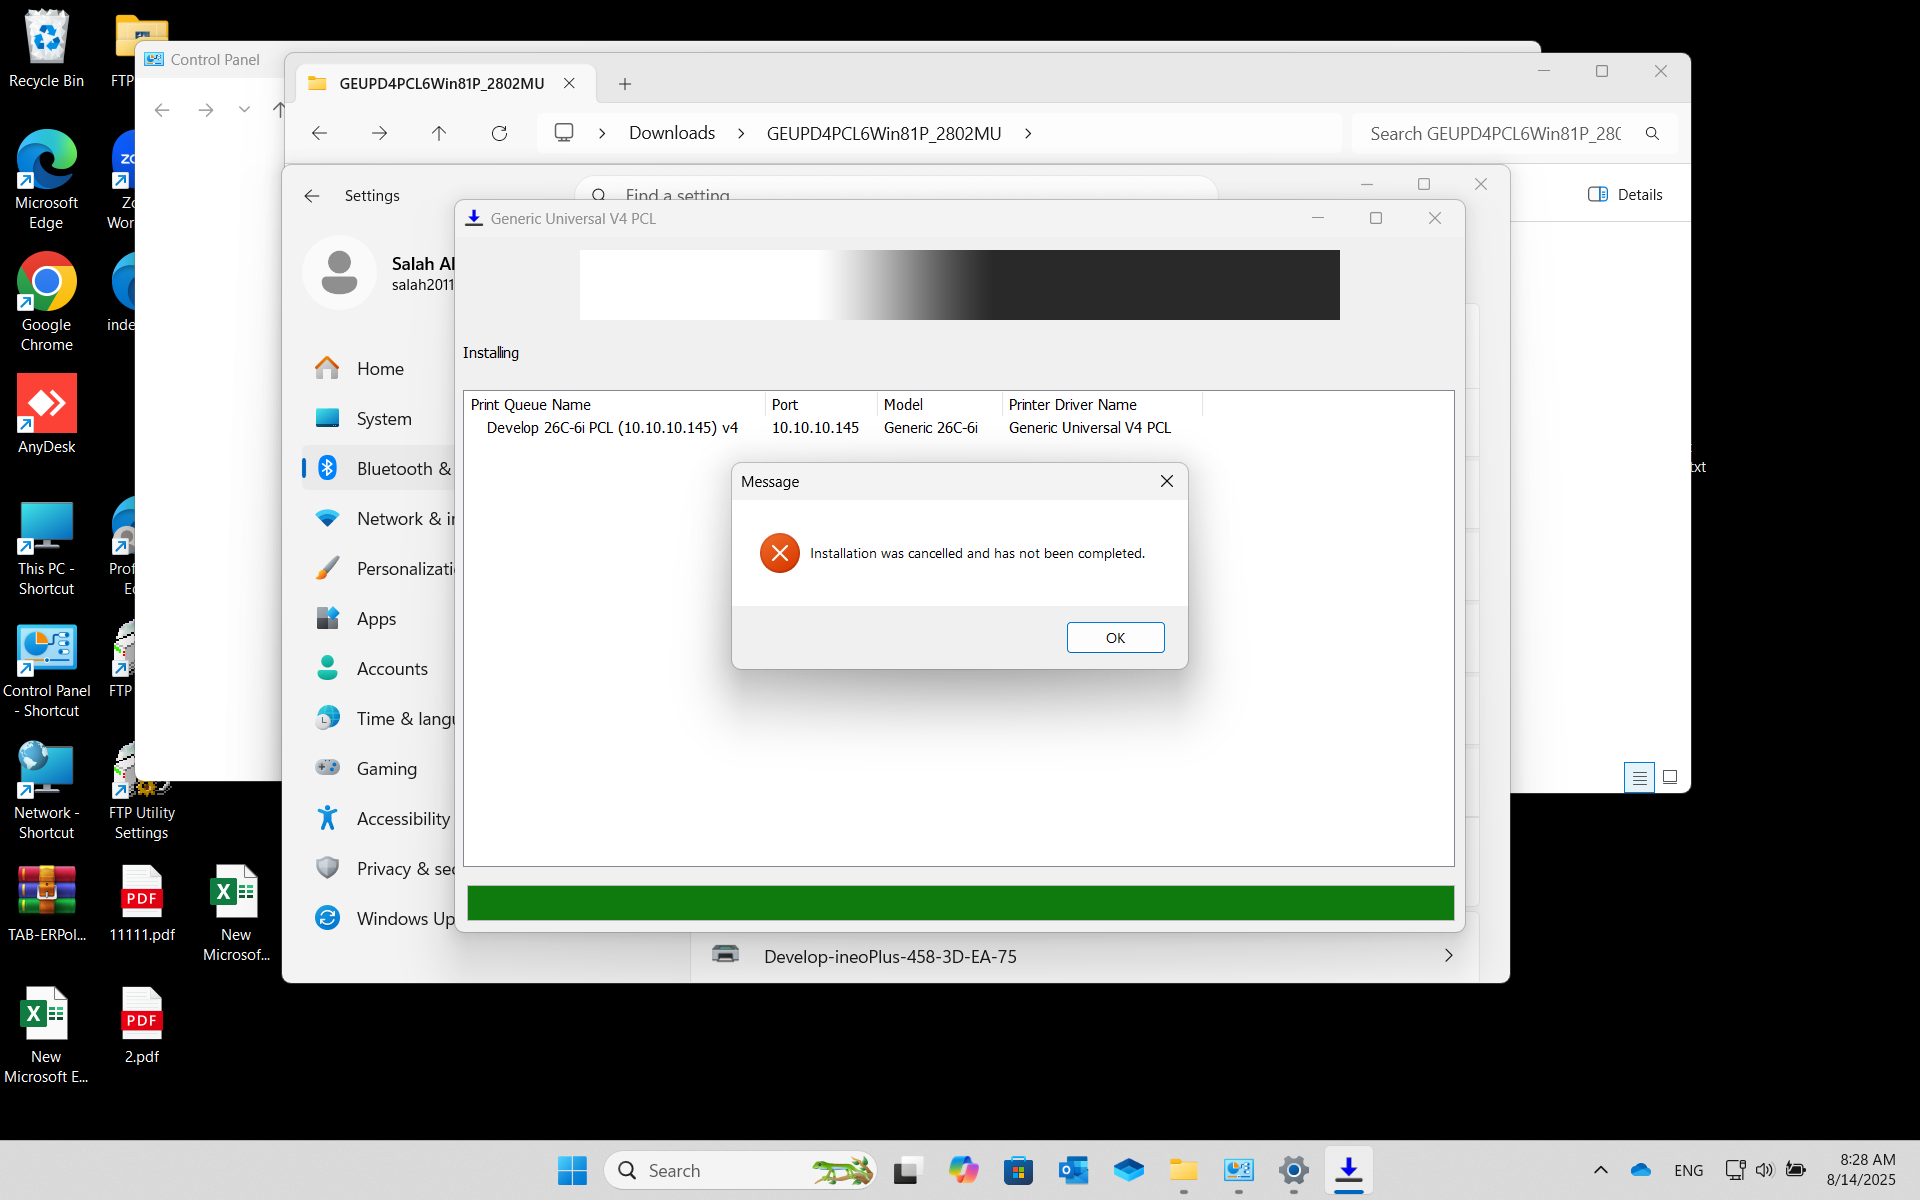 Recycle Bin
FTP
Control Panel
GEUPD4PCL6Win81P_2802MU
Downloads
GEUPD4PCL6Win81P_2802MU
Search GEUPD4PCL6Win81P_280
Settings
Find a setting
Details
Generic Universal V4 PCL
Salah Al
salah2011
Installing
Print Queue Name
Port
Model
Printer Driver Name
Develop 26C-6i PCL (10.10.10.145) v4
10.10.10.145
Generic 26C-6i
Generic Universal V4 PCL
Message
Installation was cancelled and has not been completed.
OK
Home
System
Bluetooth &
Network & in
Personalizati
Apps
Accounts
Time & langu
Gaming
Accessibility
Privacy & sec
Windows Up
Develop-ineoPlus-458-3D-EA-75
txt
Microsoft
Edge
Zo
Wor
Google
Chrome
inde
AnyDesk
This PC -
Shortcut
Prof
Ec
Control Panel
- Shortcut
FTP
Network -
Shortcut
FTP Utility
Settings
TAB-ERPol...
PDF
11111.pdf
New
Microsof...
New
Microsoft E...
PDF
2.pdf
Search
ENG
8:28 AM
8/14/2025